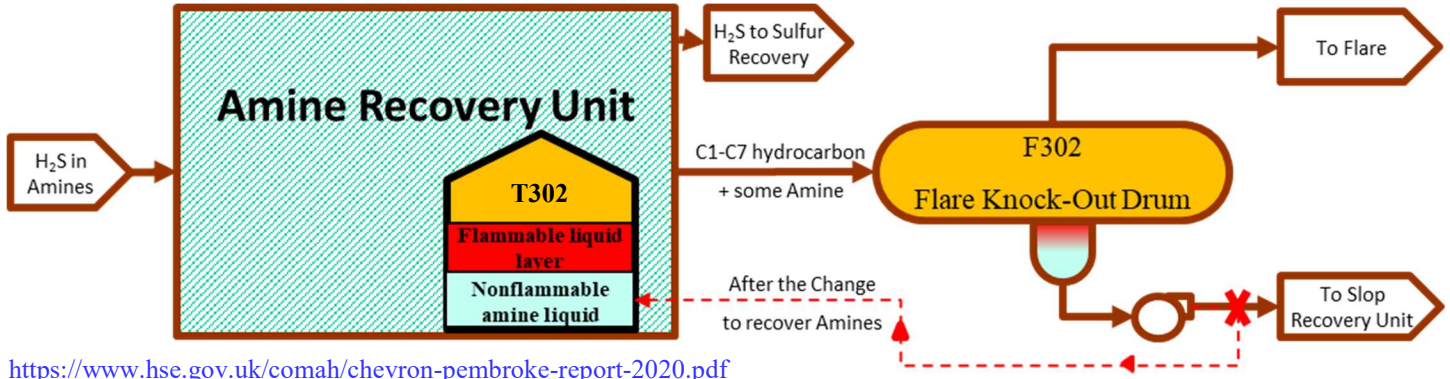 H₂S in
Amines
Amine Recovery Unit
T302
Flammable liquid
layer
Nonflammable
amine liquid
H₂S to Sulfur
Recovery
C1-C7 hydrocarbon
+ some Amine
After the Change
to recover Amines
F302
Flare Knock-Out Drum
To Flare
To Slop
Recovery Unit
https://www.hse.gov.uk/comah/chevron-pembroke-report-2020.pdf